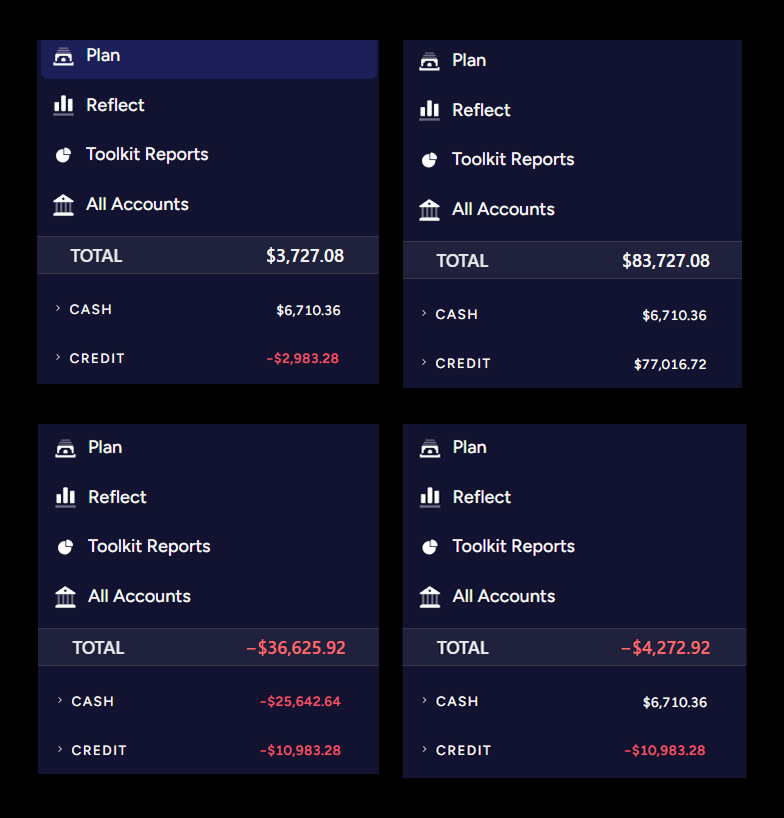 Plan
Reflect
Toolkit Reports
All Accounts
TOTAL $3,727.08
CASH $6,710.36
CREDIT -$2,983.28
Plan
Reflect
Toolkit Reports
All Accounts
TOTAL $83,727.08
CASH $6,710.36
CREDIT $77,016.72
Plan
Reflect
Toolkit Reports
All Accounts
TOTAL −$36,625.92
CASH -$25,642.64
CREDIT -$10,983.28
Plan
Reflect
Toolkit Reports
All Accounts
TOTAL −$4,272.92
CASH $6,710.36
CREDIT -$10,983.28